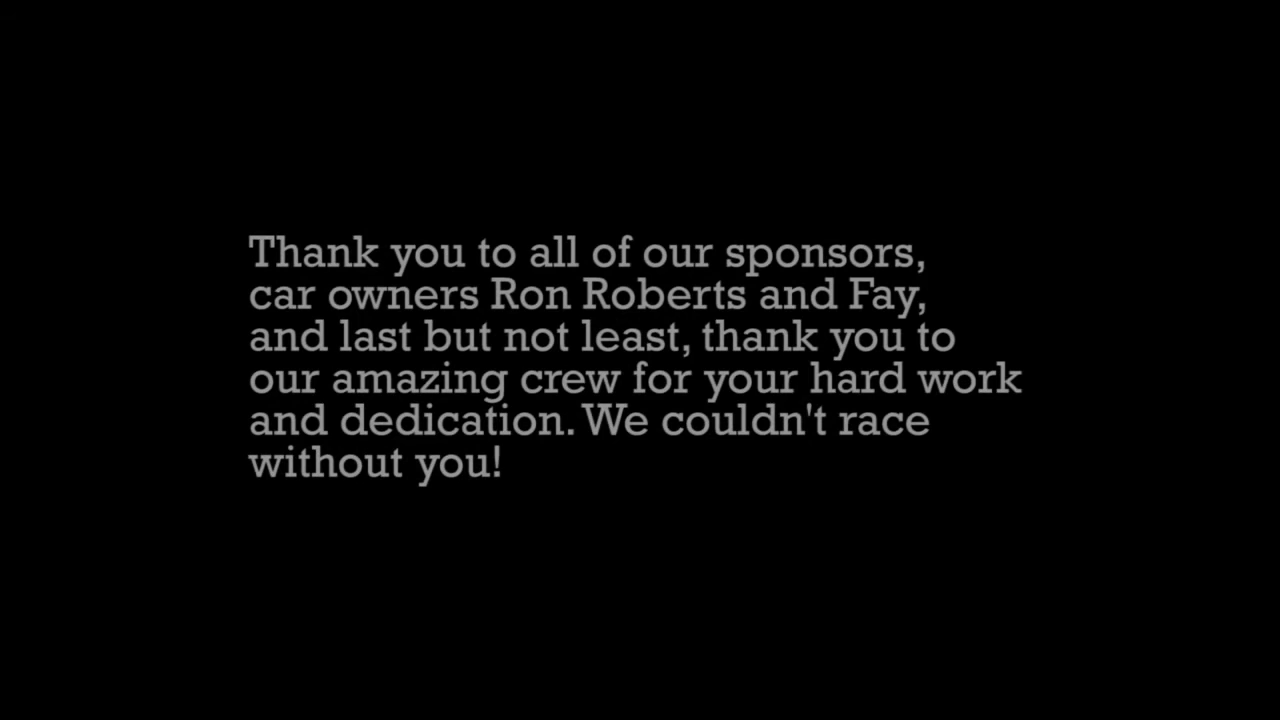 Thank you to all of our sponsors,
car owners Ron Roberts and Fay,
and last but not least, thank you to
our amazing crew for your hard work
and dedication. We couldn't race
without you!